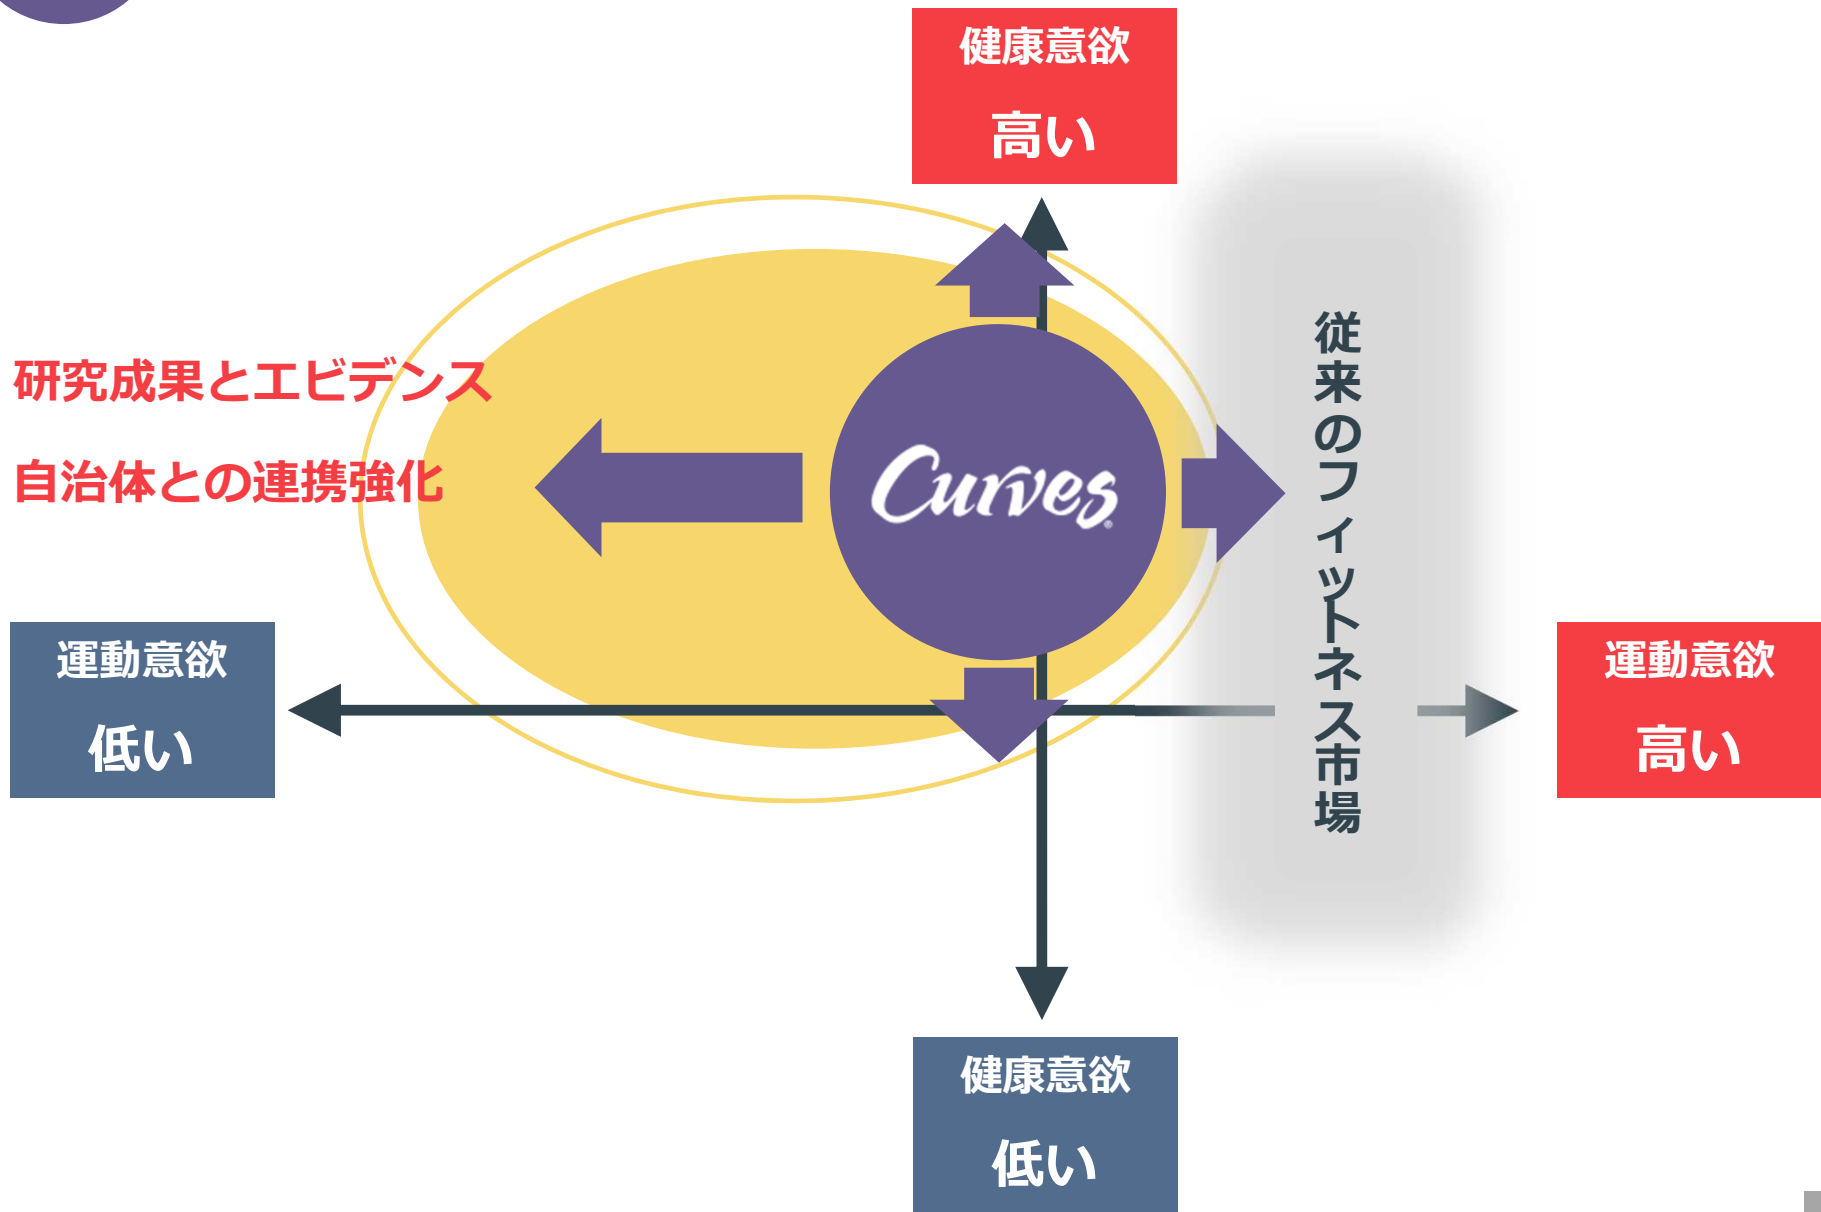 健康意欲
高い
研究成果とエビデンス
自治体との連携強化
Curves®
従来のフィットネス市場
運動意欲
低い
運動意欲
高い
健康意欲
低い